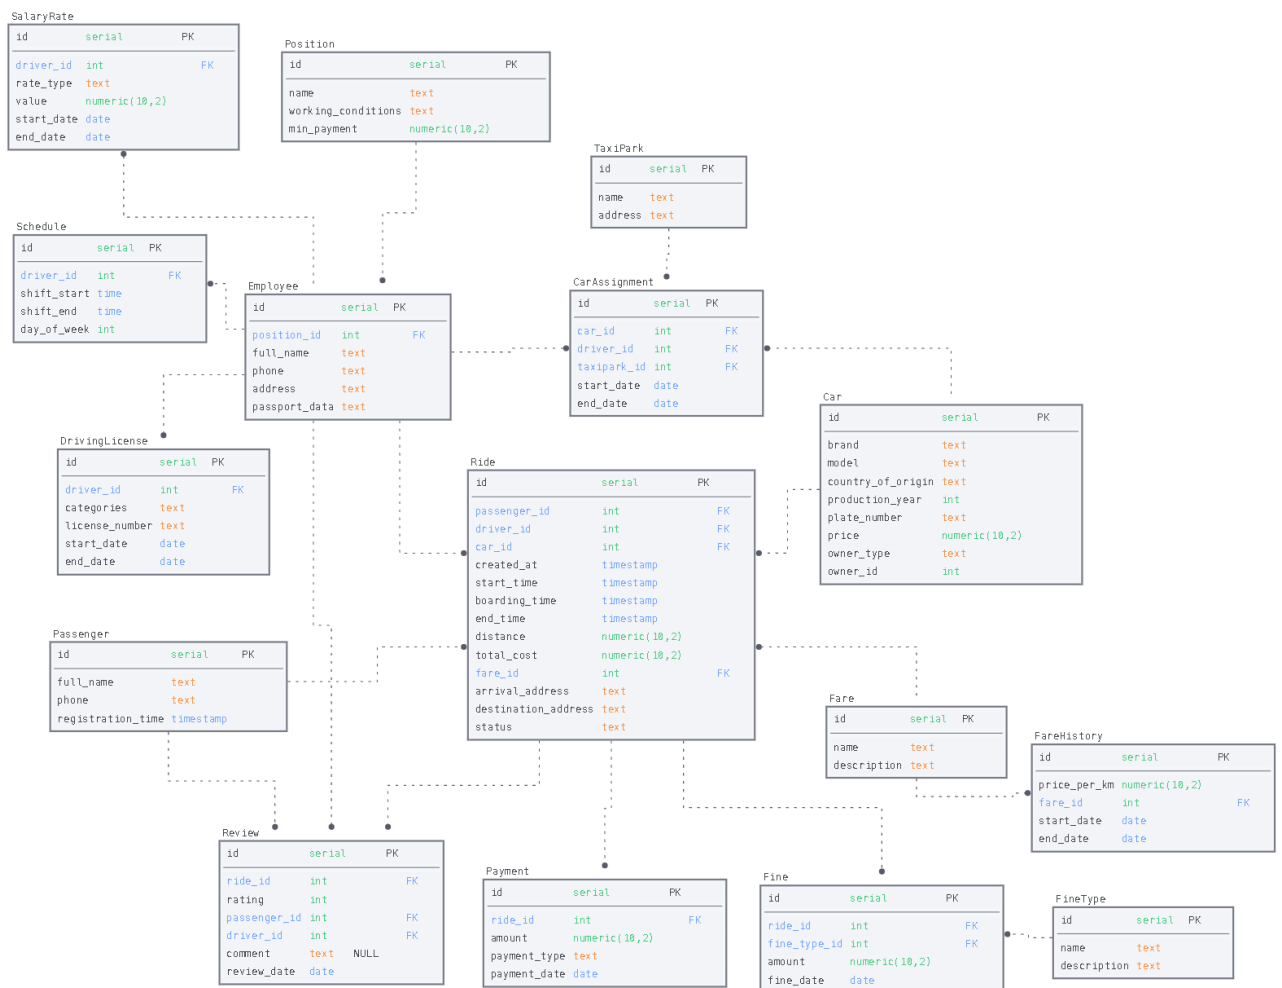 SalaryRate
id serial PK
driver_id int FK
rate_type text
value numeric(10,2)
start_date date
end_date date
Position
id serial PK
name text
working_conditions text
min_payment numeric(10,2)
TaxiPark
id serial PK
name text
address text
Schedule
id serial PK
driver_id int FK
shift_start time
shift_end time
day_of_week int
Employee
id serial PK
position_id int FK
full_name text
phone text
address text
passport_data text
CarAssignment
id serial PK
car_id int FK
driver_id int FK
taxipark_id int FK
start_date date
end_date date
Car
id serial PK
brand text
model text
country_of_origin text
production_year int
plate_number text
price numeric(10,2)
owner_type text
owner_id int
DrivingLicense
id serial PK
driver_id int FK
categories text
license_number text
start_date date
end_date date
Ride
id serial PK
passenger_id int FK
driver_id int FK
car_id int FK
created_at timestamp
start_time timestamp
boarding_time timestamp
end_time timestamp
distance numeric(10,2)
total_cost numeric(10,2)
fare_id int FK
arrival_address text
destination_address text
status text
Passenger
id serial PK
full_name text
phone text
registration_time timestamp
Fare
id serial PK
name text
description text
FareHistory
id serial PK
price_per_km numeric(10,2)
fare_id int FK
start_date date
end_date date
Review
id serial PK
ride_id int FK
rating int
passenger_id int FK
driver_id int FK
comment text NULL
review_date date
Payment
id serial PK
ride_id int FK
amount numeric(10,2)
payment_type text
payment_date date
Fine
id serial PK
ride_id int FK
fine_type_id int FK
amount numeric(10,2)
fine_date date
FineType
id serial PK
name text
description text